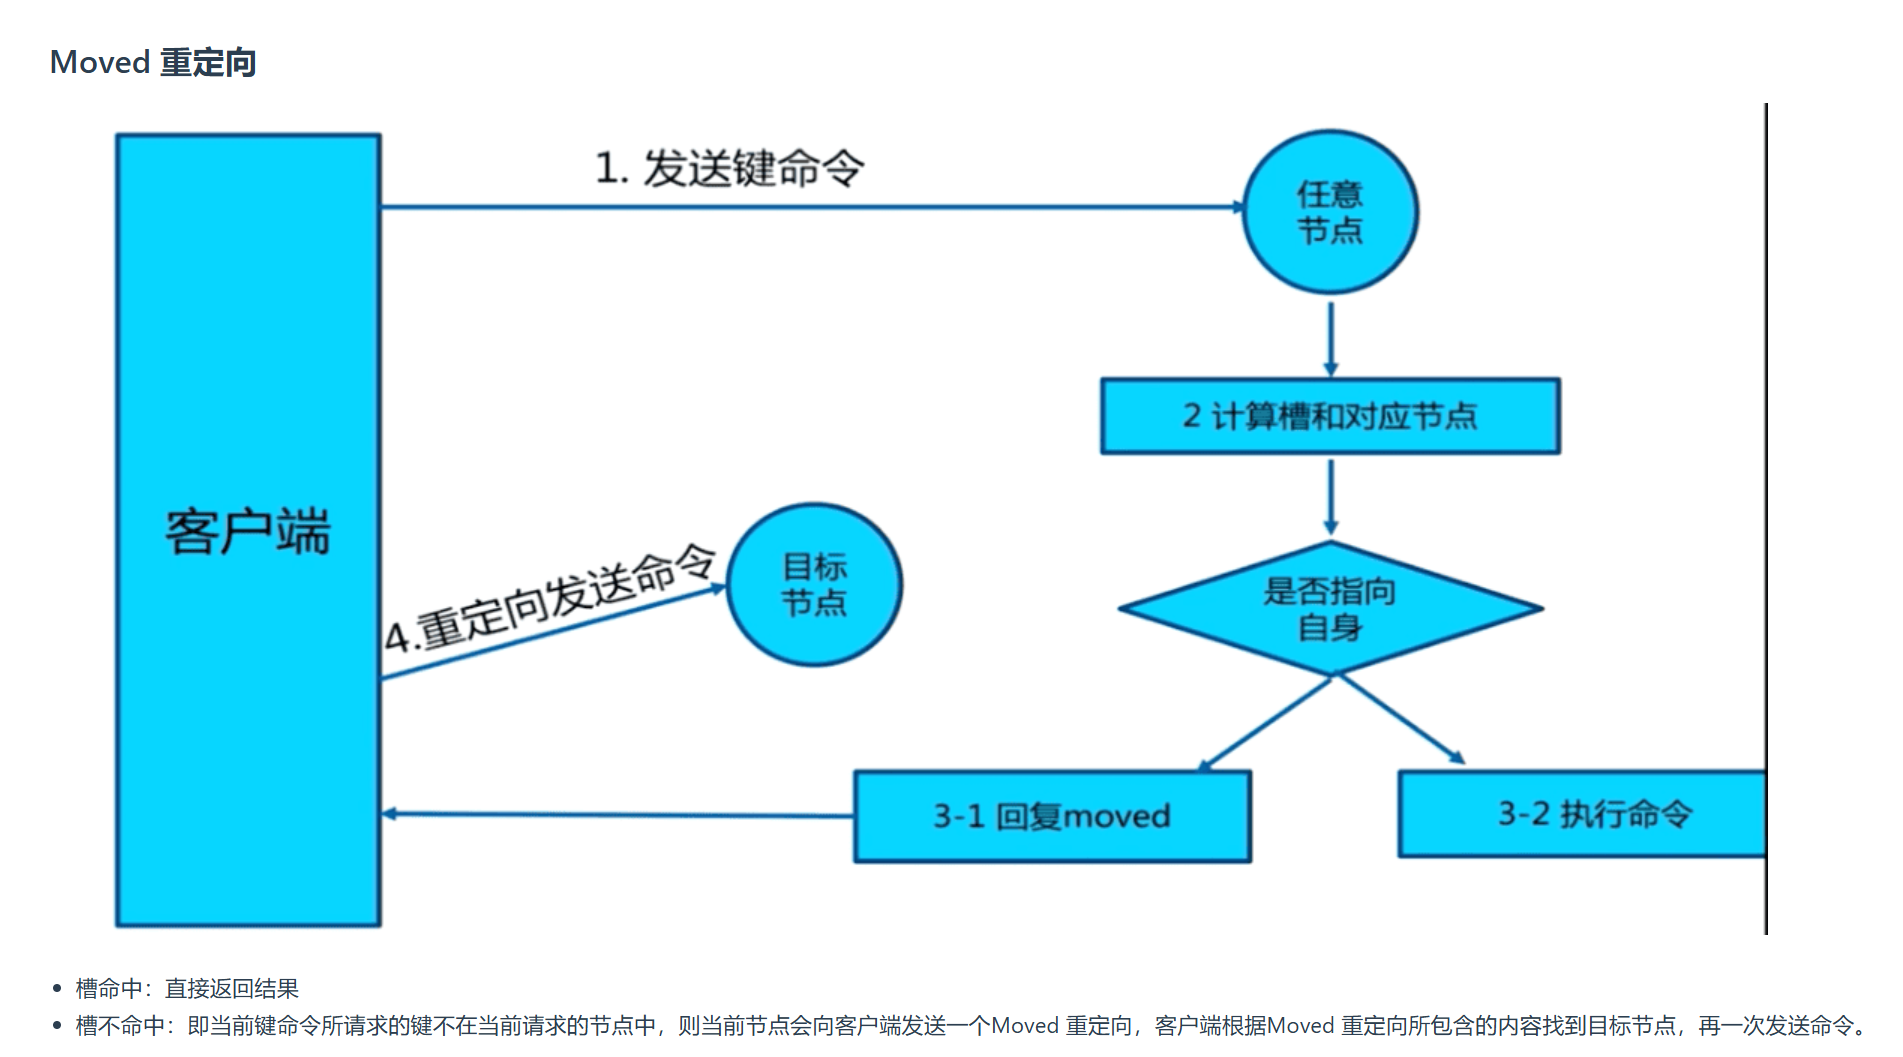 Moved 重定向
1. 发送键命令
任意
节点
2 计算槽和对应节点
客户端
4.重定向发送命令
目标
节点
是否指向
自身
3-1 回复moved
3-2 执行命令
• 槽命中：直接返回结果
• 槽不命中：即当前键命令所请求的键不在当前请求的节点中，则当前节点会向客户端发送一个Moved 重定向，客户端根据Moved 重定向所包含的内容找到目标节点，再一次发送命令。